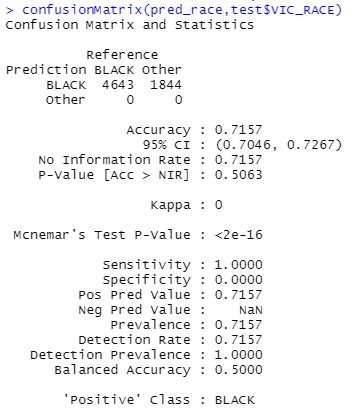 > confusionMatrix(pred_race,test$VIC_RACE)
Confusion Matrix and Statistics
Reference
Prediction BLACK Other
BLACK 4643 1844
Other 0 0
Accuracy : 0.7157
95% CI : (0.7046, 0.7267)
No Information Rate : 0.7157
P-Value [Acc > NIR] : 0.5063
Kappa : 0
Mcnemar's Test P-Value : <2e-16
Sensitivity : 1.0000
Specificity : 0.0000
Pos Pred Value : 0.7157
Neg Pred Value : NaN
Prevalence : 0.7157
Detection Rate : 0.7157
Detection Prevalence : 1.0000
Balanced Accuracy : 0.5000
'Positive' Class : BLACK